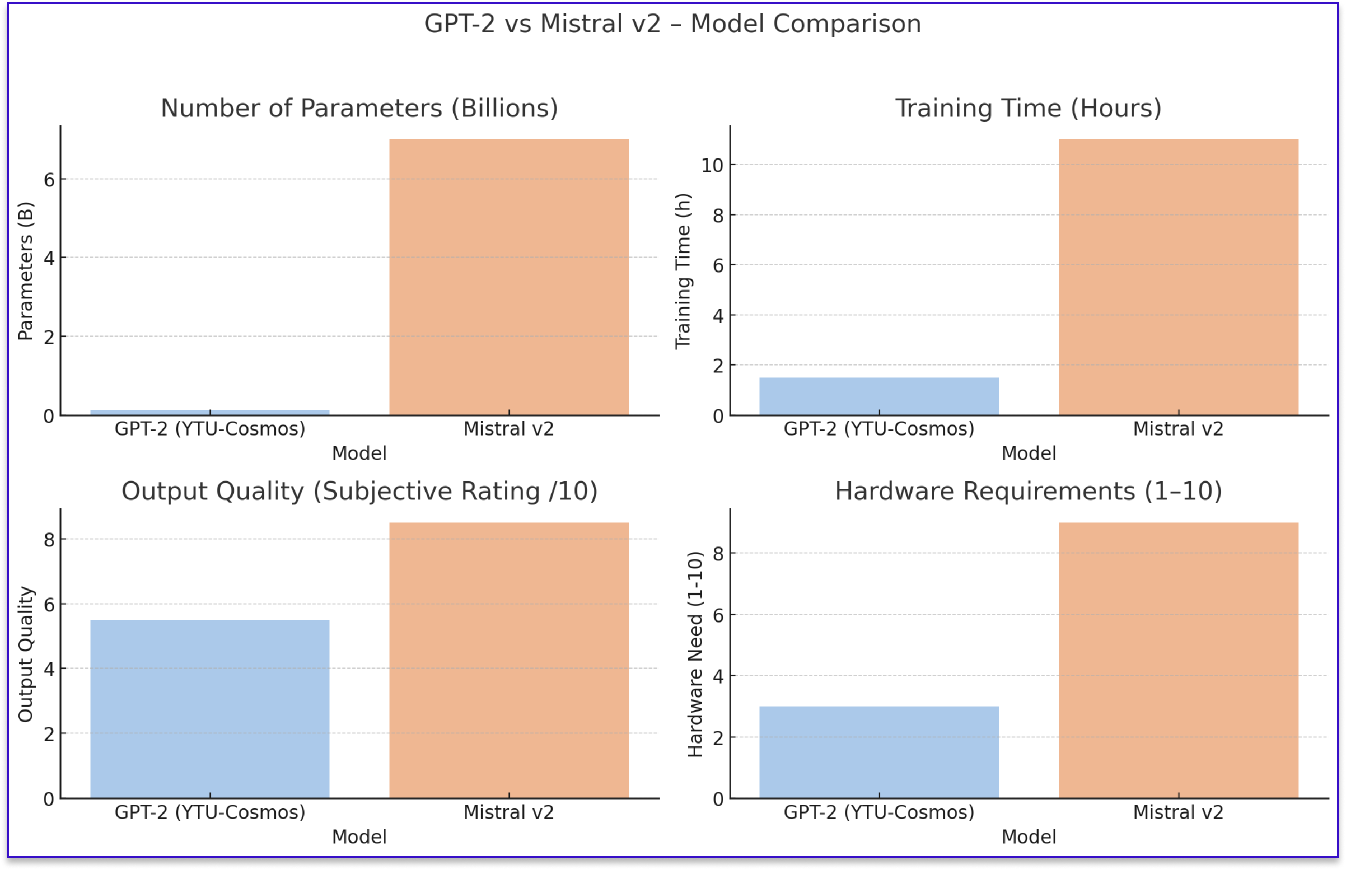 GPT-2 vs Mistral v2 – Model Comparison
Number of Parameters (Billions)
Parameters (B)
6
4
2
0
GPT-2 (YTU-Cosmos)
Mistral v2
Model
Training Time (Hours)
Training Time (h)
10
8
6
4
2
0
GPT-2 (YTU-Cosmos)
Mistral v2
Model
Output Quality (Subjective Rating /10)
Output Quality
8
6
4
2
0
GPT-2 (YTU-Cosmos)
Mistral v2
Model
Hardware Requirements (1–10)
Hardware Need (1-10)
8
6
4
2
0
GPT-2 (YTU-Cosmos)
Mistral v2
Model